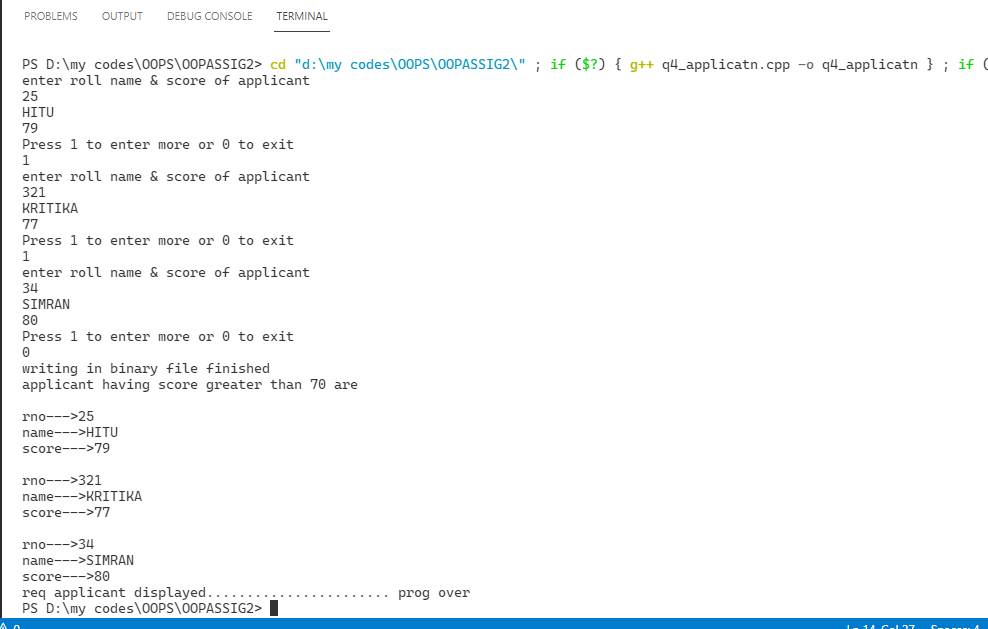 PROBLEMS OUTPUT DEBUG CONSOLE TERMINAL
PS D:\my codes\OOPS\OOPASSIG2> cd "d:\my codes\OOPS\OOPASSIG2\" ; if ($?) { g++ q4_applicatn.cpp -o q4_applicatn } ; if (
enter roll name & score of applicant
25
HITU
79
Press 1 to enter more or 0 to exit
1
enter roll name & score of applicant
321
KRITIKA
77
Press 1 to enter more or 0 to exit
1
enter roll name & score of applicant
34
SIMRAN
80
Press 1 to enter more or 0 to exit
0
writing in binary file finished
applicant having score greater than 70 are
rno--->25
name--->HITU
score--->79
rno--->321
name--->KRITIKA
score--->77
rno--->34
name--->SIMRAN
score--->80
req applicant displayed....................... prog over
PS D:\my codes\OOPS\OOPASSIG2>